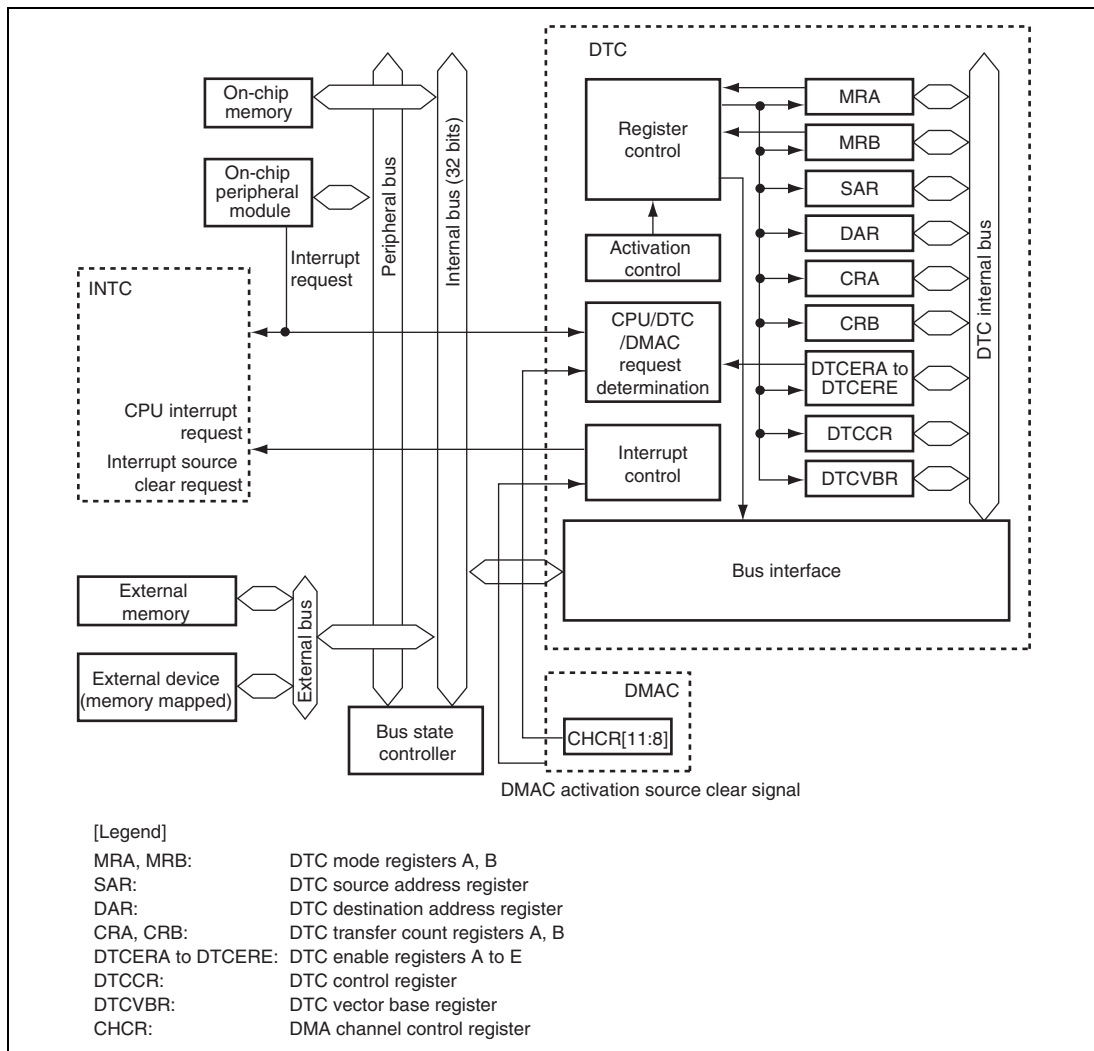 DTC
On-chip
memory
On-chip
peripheral
module
Interrupt
request
INTC
CPU interrupt
request
Interrupt source
clear request
Peripheral bus
Internal bus (32 bits)
Register
control
Activation
control
CPU/DTC
/DMAC
request
determination
Interrupt
control
MRA
MRB
SAR
DAR
CRA
CRB
DTCERA to
DTCERE
DTCCR
DTCVBR
DTC internal bus
Bus interface
External
memory
External device
(memory mapped)
External bus
Bus state
controller
DMAC
CHCR[11:8]
DMAC activation source clear signal
[Legend]
MRA, MRB: DTC mode registers A, B
SAR: DTC source address register
DAR: DTC destination address register
CRA, CRB: DTC transfer count registers A, B
DTCERA to DTCERE: DTC enable registers A to E
DTCCR: DTC control register
DTCVBR: DTC vector base register
CHCR: DMA channel control register